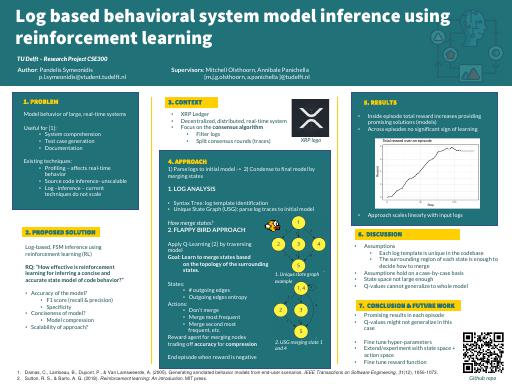 Log based behavioral system model inference using
reinforcement learning
TU Delft - Research Project CSE300
Author: Pandelis Symeonidis
p.lsymeonidis@student.tudelft.nl
Supervisors: Mitchell Olsthoorn, Annibale Panichella
{m.j.g.olsthoorn, a.panichella }@tudelft.nl
1. PROBLEM
Model behavior of large, real-time systems
Useful for [1]:
• System comprehension
• Test case generation
• Documentation
Existing techniques:
• Profiling – affects real-time
behavior
• Source code inference–unscalable
• Log –inference – current
techniques do not scale
2. PROPOSED SOLUTION
Log-based, FSM Inference using
reinforcement learning (RL)
RQ: "How effective is reinforcement
learning for inferring a concise and
accurate state model of code behavior?"
• Accuracy of the model?
• F1 score (recall & precision)
• Specificity
• Conciseness of model?
• Model compression
• Scalability of approach?
3. CONTEXT
• XRP Ledger
• Decentralized, distributed, real-time system
• Focus on the consensus algorithm
• Filter logs
• Split consensus rounds (traces)
XRP logo
4. APPROACH
1) Parse logs to initial model -> 2) Condense to final model by
merging states
1. LOG ANALYSIS
• Syntax Tree: log template identification
• Unique State Graph (USG): parse log traces to initial model
How merge states?
2. FLAPPY BIRD APPROACH
Apply Q-Learning [2] by traversing
model
Goal: Learn to merge states based
on the topology of the surrounding
states.
States:
• # outgoing edges
• Outgoing edges entropy
Actions:
• Don't merge
• Merge most frequent
• Merge second most
frequent, etc.
Reward agent for merging nodes
trading off accuracy for compression
End episode when reward is negative
1
2
3
4
5
1. Unique state graph
example
1, 4
2
3
5
2. USG merging state 1
and 4
5. RESULTS
• Inside episode total reward increases providing
promising solutions (models)
• Across episodes no significant sign of learning
Total reward over an episode
Reward
Step
• Approach scales linearly with input logs
6. DISCUSSION
• Assumptions
• Each log template is unique in the codebase
• The surrounding region of each state is enough to
decide how to merge
• Assumptions hold on a case-by-case basis
• State space not large enough
• Q-values cannot generalize to whole model
7. CONCLUSION & FUTURE WORK
• Promising results in each episode
• Q-values might not generalize in this
case
• Fine tune hyper-parameters
• Extend/experiment with state space +
action space
• Fine tune reward function
Github repo
1. Damas, C., Lambeau, B., Dupont, P., & Van Lamsweerde, A. (2005). Generating annotated behavior models from end-user scenarios. IEEE Transactions on Software Engineering, 31(12), 1056-1073.
2. Sutton, R. S., & Barto, A. G. (2018). Reinforcement learning: An introduction. MIT press.